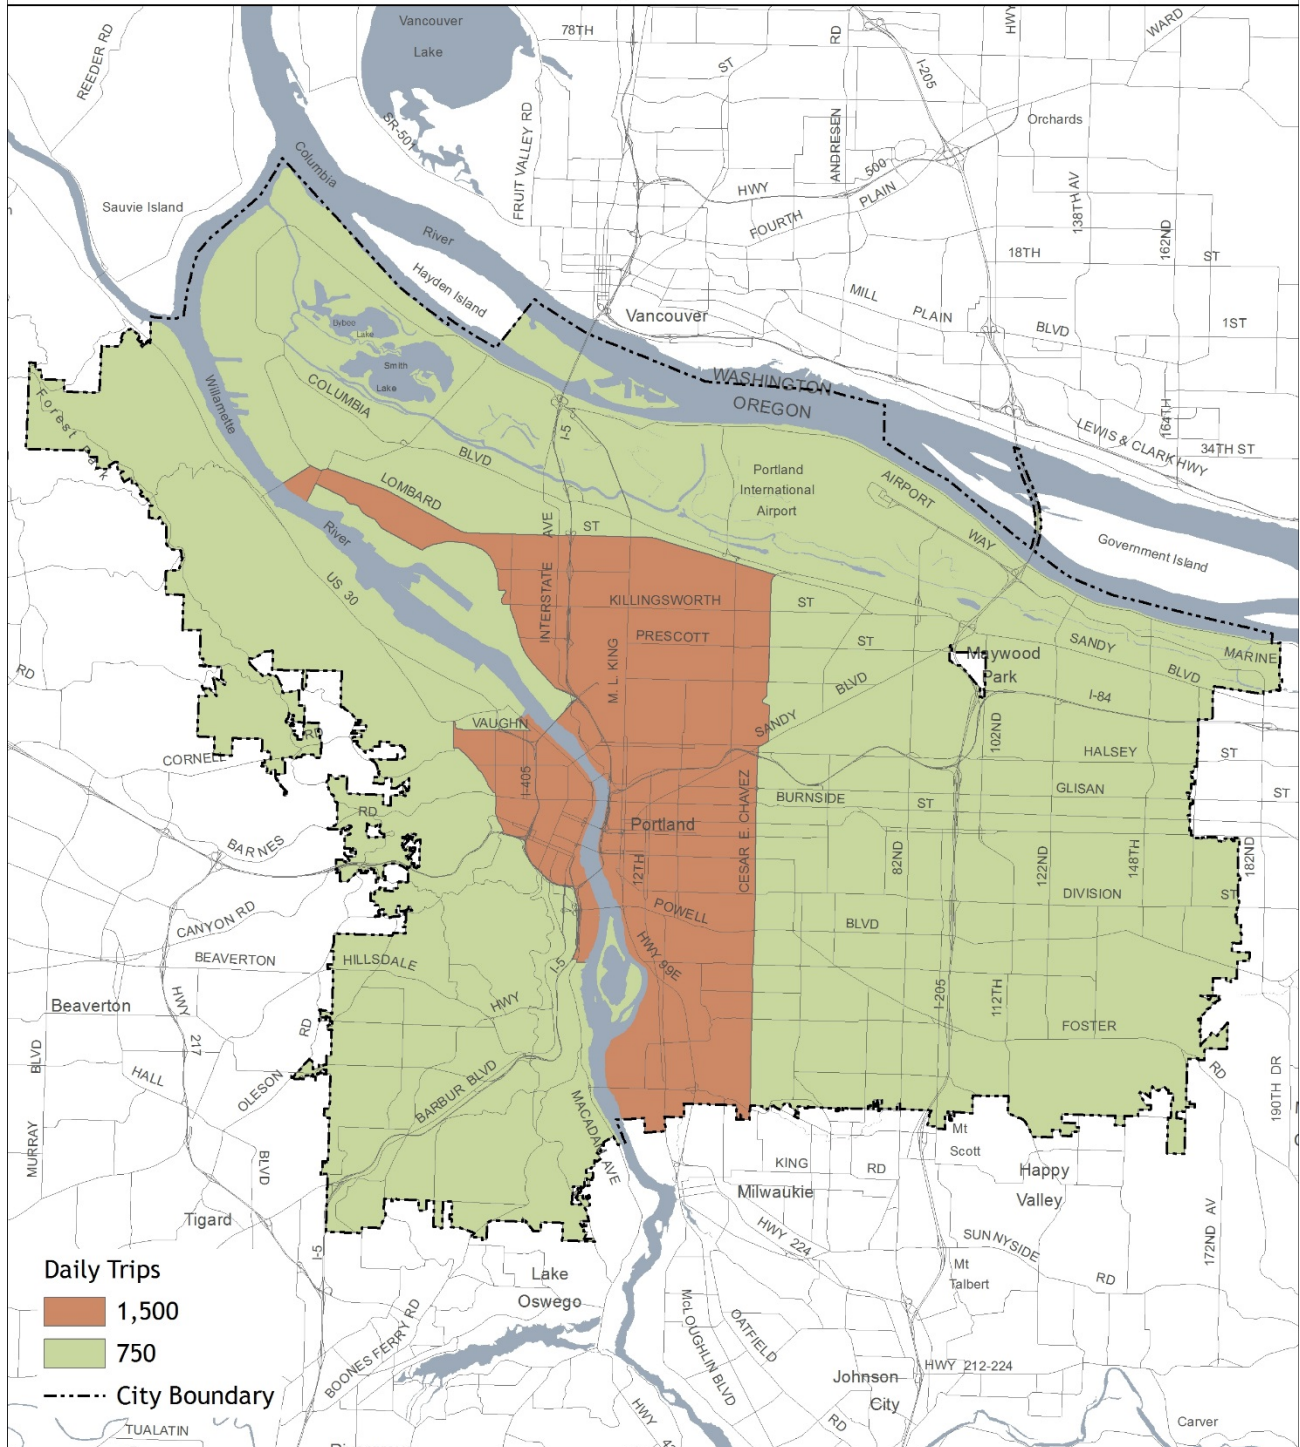 Vancouver
Lake
78TH
ST
RD
HWY
WARD
I-205
REEDER RD
SR-501
FRUIT VALLEY RD
ANDRESEN
Orchards
500
HWY
PLAIN
FOURTH
138TH AV
162ND
18TH
ST
Sauvie Island
Columbia
River
Hayden Island
MILL
PLAIN
BLVD
1ST
Vancouver
Bybee
Lake
Smith
Lake
WASHINGTON
OREGON
164TH
LEWIS & CLARK HWY
34TH ST
Willamette
COLUMBIA
BLVD
I-5
Forest Park
Portland
International
Airport
AIRPORT
WAY
LOMBARD
ST
AVE
INTERSTATE
River
Government Island
US 30
KILLINGSWORTH
ST
PRESCOTT
ST
M. L KING
SANDY
BLVD
MARINE
Maywood
Park
BLVD
SANDY
I-84
RD
VAUGHN
102ND
RD
CORNELL
HALSEY
ST
I-405
GLISAN
ST
BURNSIDE
ST
RD
CESAR E. CHAVEZ
Portland
BARNES
12TH
82ND
122ND
148TH
182ND
DIVISION
ST
CANYON RD
POWELL
BLVD
BEAVERTON
HILLSDALE
HWY
I-5
HWY 99E
Beaverton
HWY
217
I-205
112TH
RD
FOSTER
RD
BLVD
MURRAY
HALL
BLVD
OLESON
BARBUR BLVD
MACADAM AVE
190TH DR
Mt
Scott
KING
RD
Happy
Valley
Milwaukie
Tigard
I-5
HWY 224
SUNNYSIDE
RD
172ND AV
Mt
Talbert
Lake
Oswego
McLOUGHLIN BLVD
OATFIELD
RD
BOONES FERRY RD
HWY 212-224
Johnson
City
HWY
Carver
TUALATIN
Daily Trips
1,500
750
City Boundary